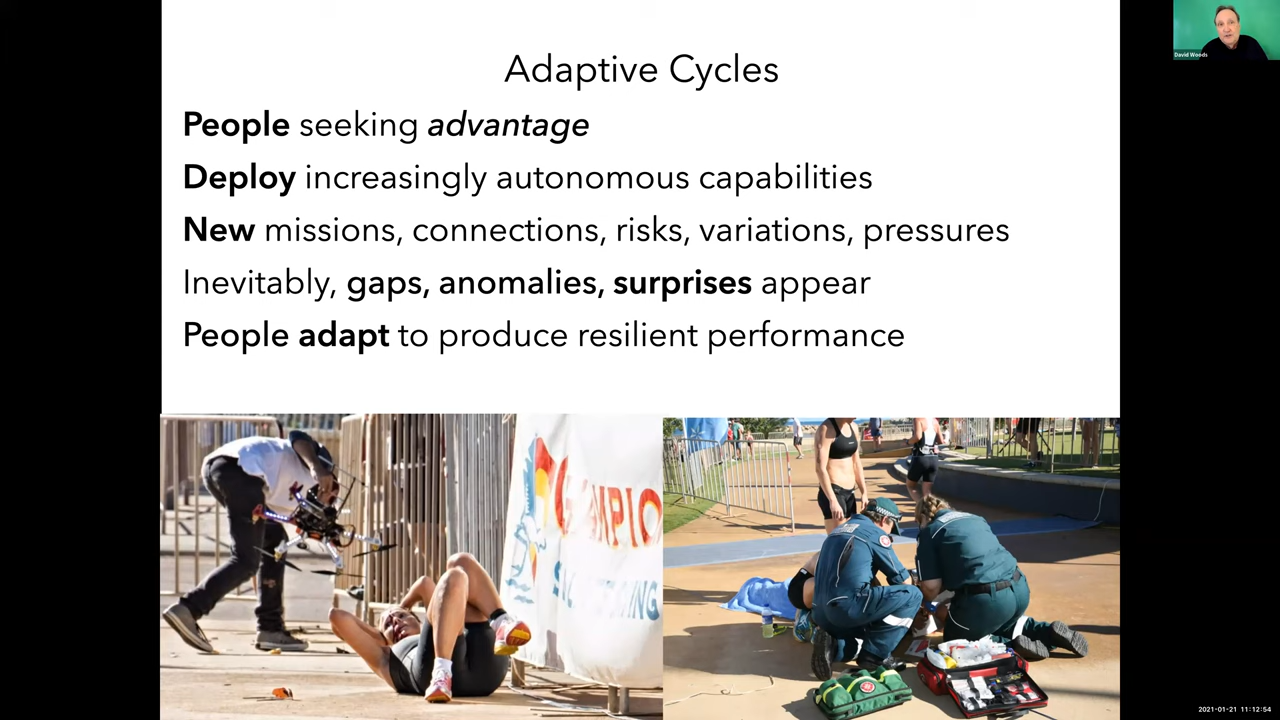 David Woods
Adaptive Cycles
People seeking advantage
Deploy increasingly autonomous capabilities
New missions, connections, risks, variations, pressures
Inevitably, gaps, anomalies, surprises appear
People adapt to produce resilient performance
2021-01-21 11:12:54